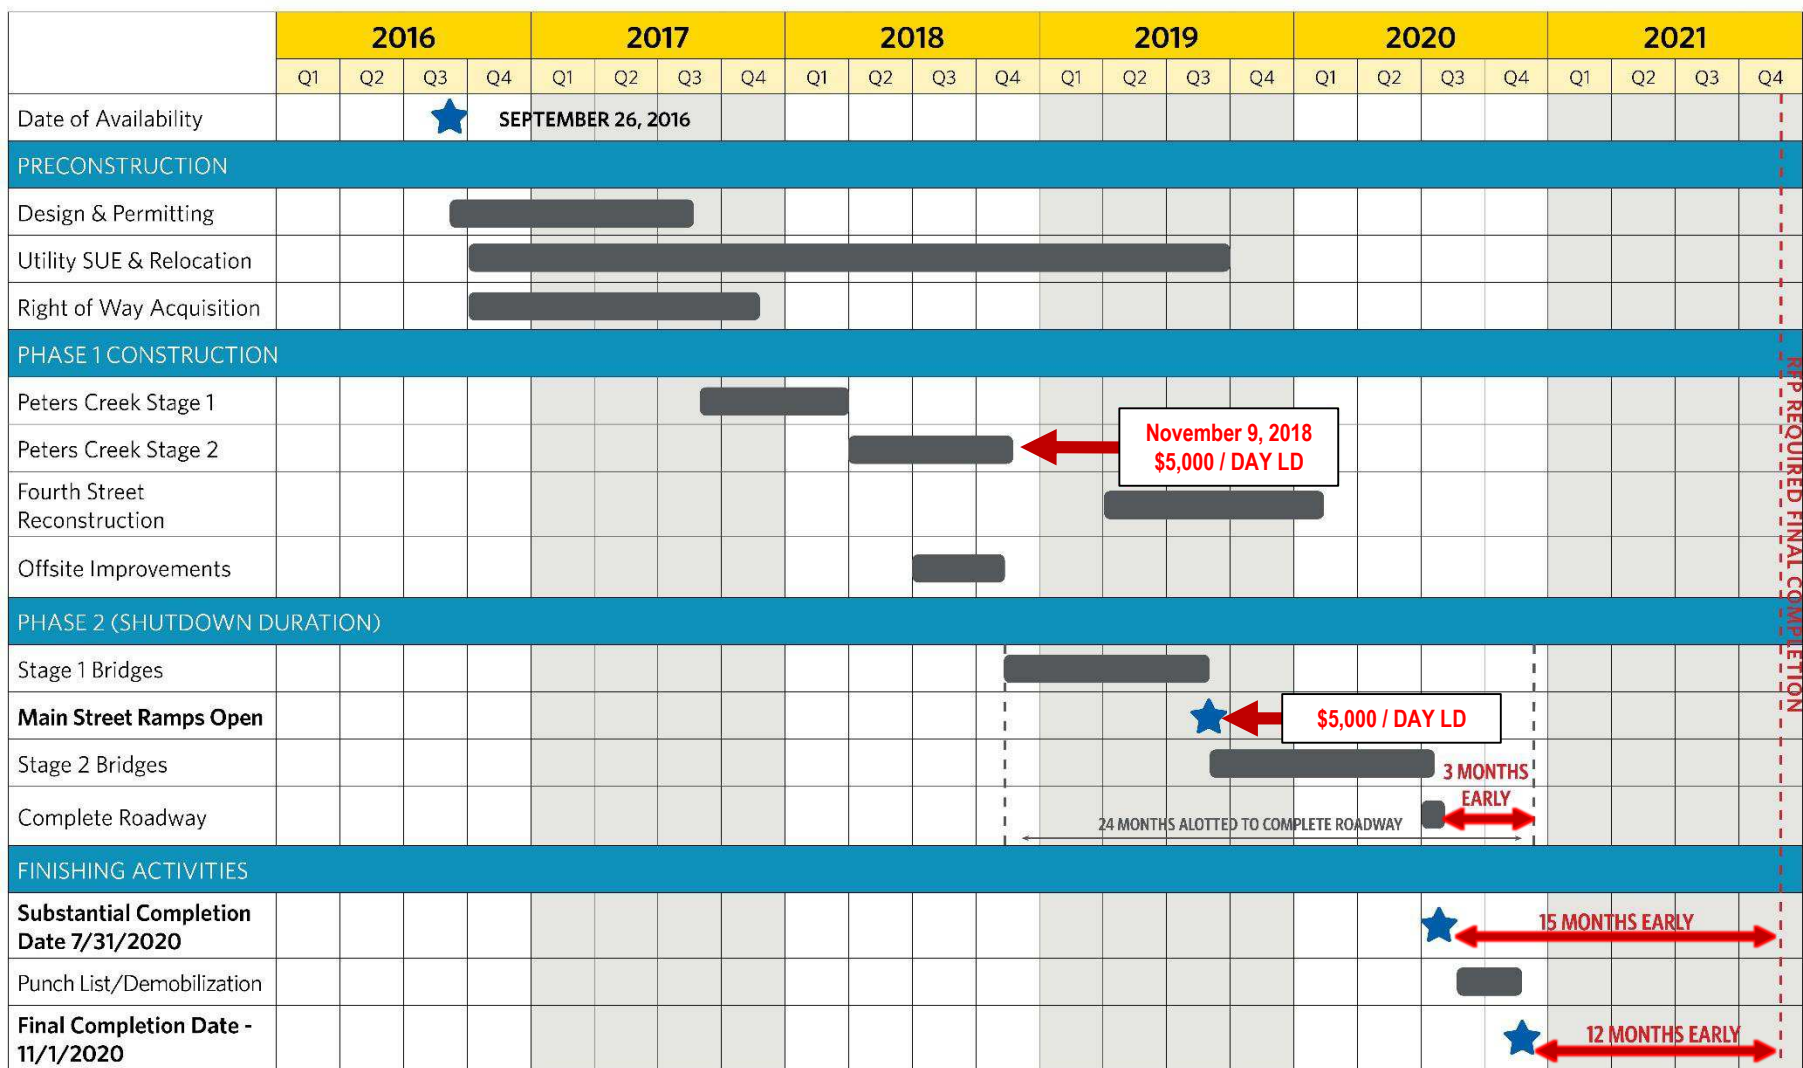 2016 2017 2018 2019 2020 2021
Q1 Q2 Q3 Q4 Q1 Q2 Q3 Q4 Q1 Q2 Q3 Q4 Q1 Q2 Q3 Q4 Q1 Q2 Q3 Q4 Q1 Q2 Q3 Q4
Date of Availability SEPTEMBER 26, 2016
PRECONSTRUCTION
Design & Permitting
Utility SUE & Relocation
Right of Way Acquisition
PHASE 1 CONSTRUCTION
Peters Creek Stage 1
Peters Creek Stage 2
November 9, 2018
$5,000 / DAY LD
Fourth Street
Reconstruction
Offsite Improvements
PHASE 2 (SHUTDOWN DURATION)
Stage 1 Bridges
Main Street Ramps Open
$5,000 / DAY LD
Stage 2 Bridges
3 MONTHS
EARLY
Complete Roadway
24 MONTHS ALOTTED TO COMPLETE ROADWAY
FINISHING ACTIVITIES
Substantial Completion
Date 7/31/2020
15 MONTHS EARLY
Punch List/Demobilization
Final Completion Date -
11/1/2020
12 MONTHS EARLY
RFP REQUIRED FINAL COMPLETION